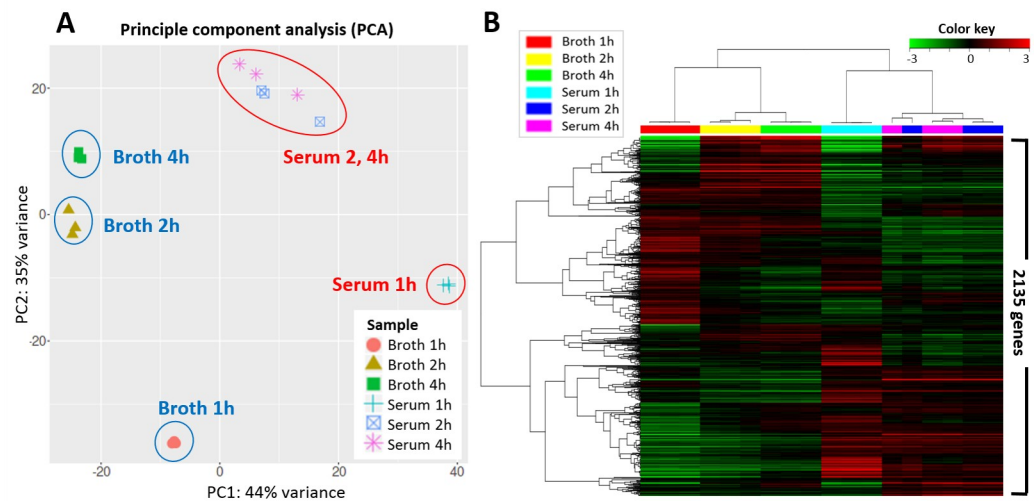 A
Principle component analysis (PCA)
20
0
-20
-20
0
20
40
PC2: 35% variance
PC1: 44% variance
Serum 2, 4h
Broth 4h
Broth 2h
Serum 1h
Broth 1h
Sample
Broth 1h
Broth 2h
Broth 4h
Serum 1h
Serum 2h
Serum 4h
B
Broth 1h
Broth 2h
Broth 4h
Serum 1h
Serum 2h
Serum 4h
Color key
-3 0 3
2135 genes